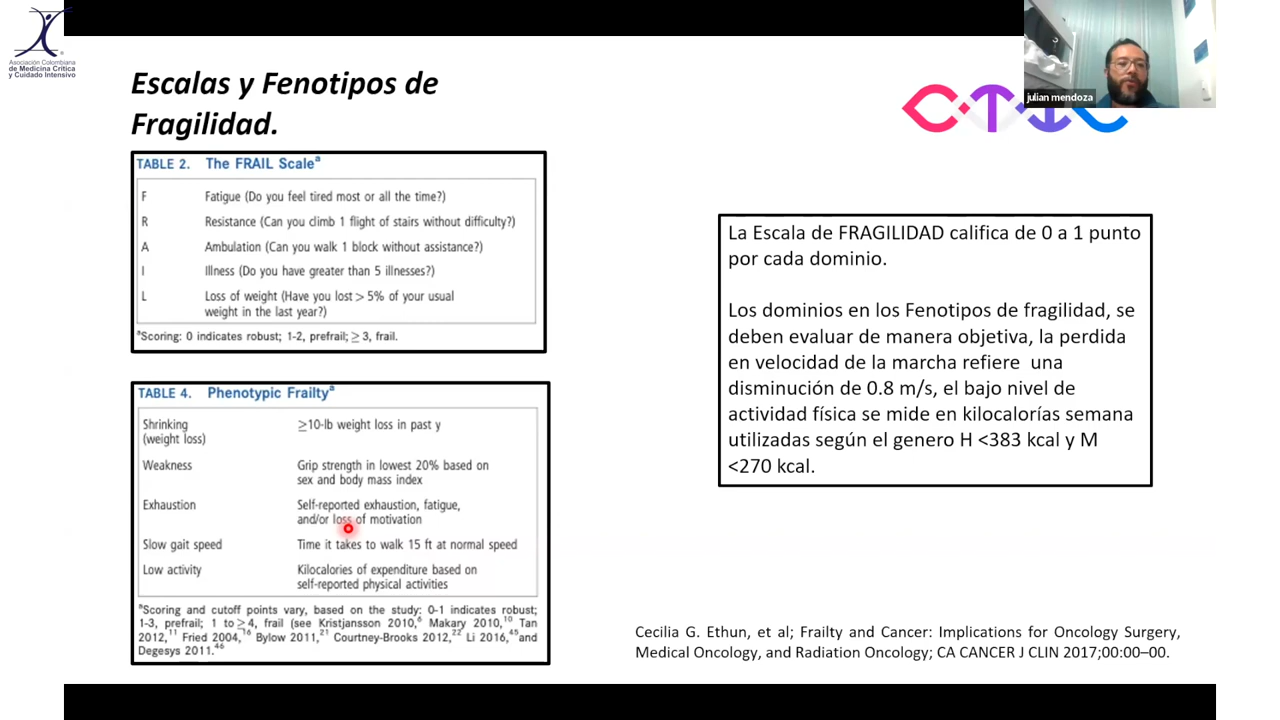 Asociación Colombiana
de Medicina Crítica
y Cuidado Intensivo
julian mendoza
CTIC
Escalas y Fenotipos de
Fragilidad.
TABLE 2. The FRAIL Scaleª
F Fatigue (Do you feel tired most or all the time?)
R Resistance (Can you climb 1 flight of stairs without difficulty?)
A Ambulation (Can you walk 1 block without assistance?)
I Illness (Do you have greater than 5 illnesses?)
L Loss of weight (Have you lost > 5% of your usual
weight in the last year?)
ªScoring: 0 indicates robust; 1-2, prefrail; ≥ 3, frail.
TABLE 4. Phenotypic Frailtyª
Shrinking ≥10-lb weight loss in past y
(weight loss)
Weakness Grip strength in lowest 20% based on
sex and body mass index
Exhaustion Self-reported exhaustion, fatigue,
and/or loss of motivation
Slow gait speed Time it takes to walk 15 ft at normal speed
Low activity Kilocalories of expenditure based on
self-reported physical activities
ªScoring and cutoff points vary, based on the study: 0-1 indicates robust;
1-3, prefrail; 1 to ≥ 4, frail (see Kristjansson 2010,⁶ Makary 2010,¹⁰ Tan
2012,¹¹ Fried 2004,¹⁶ Bylow 2011,²¹ Courtney-Brooks 2012,²² Li 2016,⁴⁵and
Degesys 2011.⁴⁶
La Escala de FRAGILIDAD califica de 0 a 1 punto
por cada dominio.
Los dominios en los Fenotipos de fragilidad, se
deben evaluar de manera objetiva, la perdida
en velocidad de la marcha refiere una
disminución de 0.8 m/s, el bajo nivel de
actividad física se mide en kilocalorías semana
utilizadas según el genero H <383 kcal y M
<270 kcal.
Cecilia G. Ethun, et al; Frailty and Cancer: Implications for Oncology Surgery,
Medical Oncology, and Radiation Oncology; CA CANCER J CLIN 2017;00:00–00.